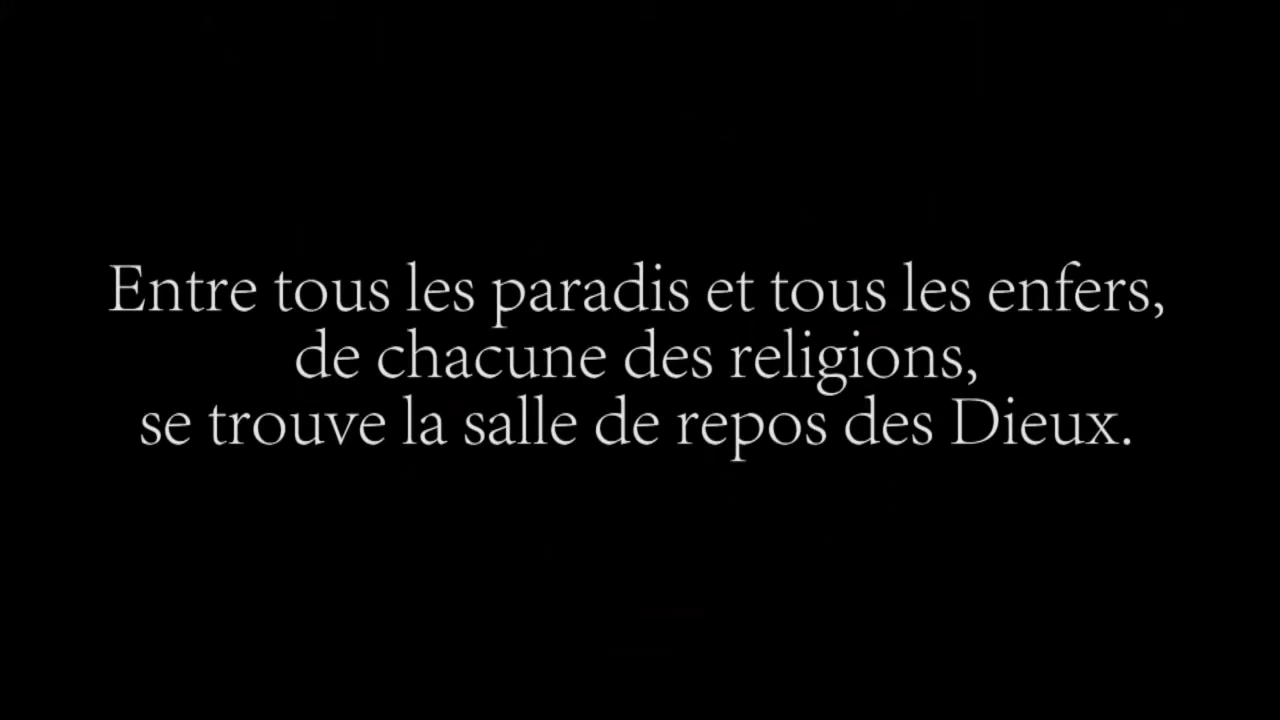 Entre tous les paradis et tous les enfers,
de chacune des religions,
se trouve la salle de repos des Dieux.